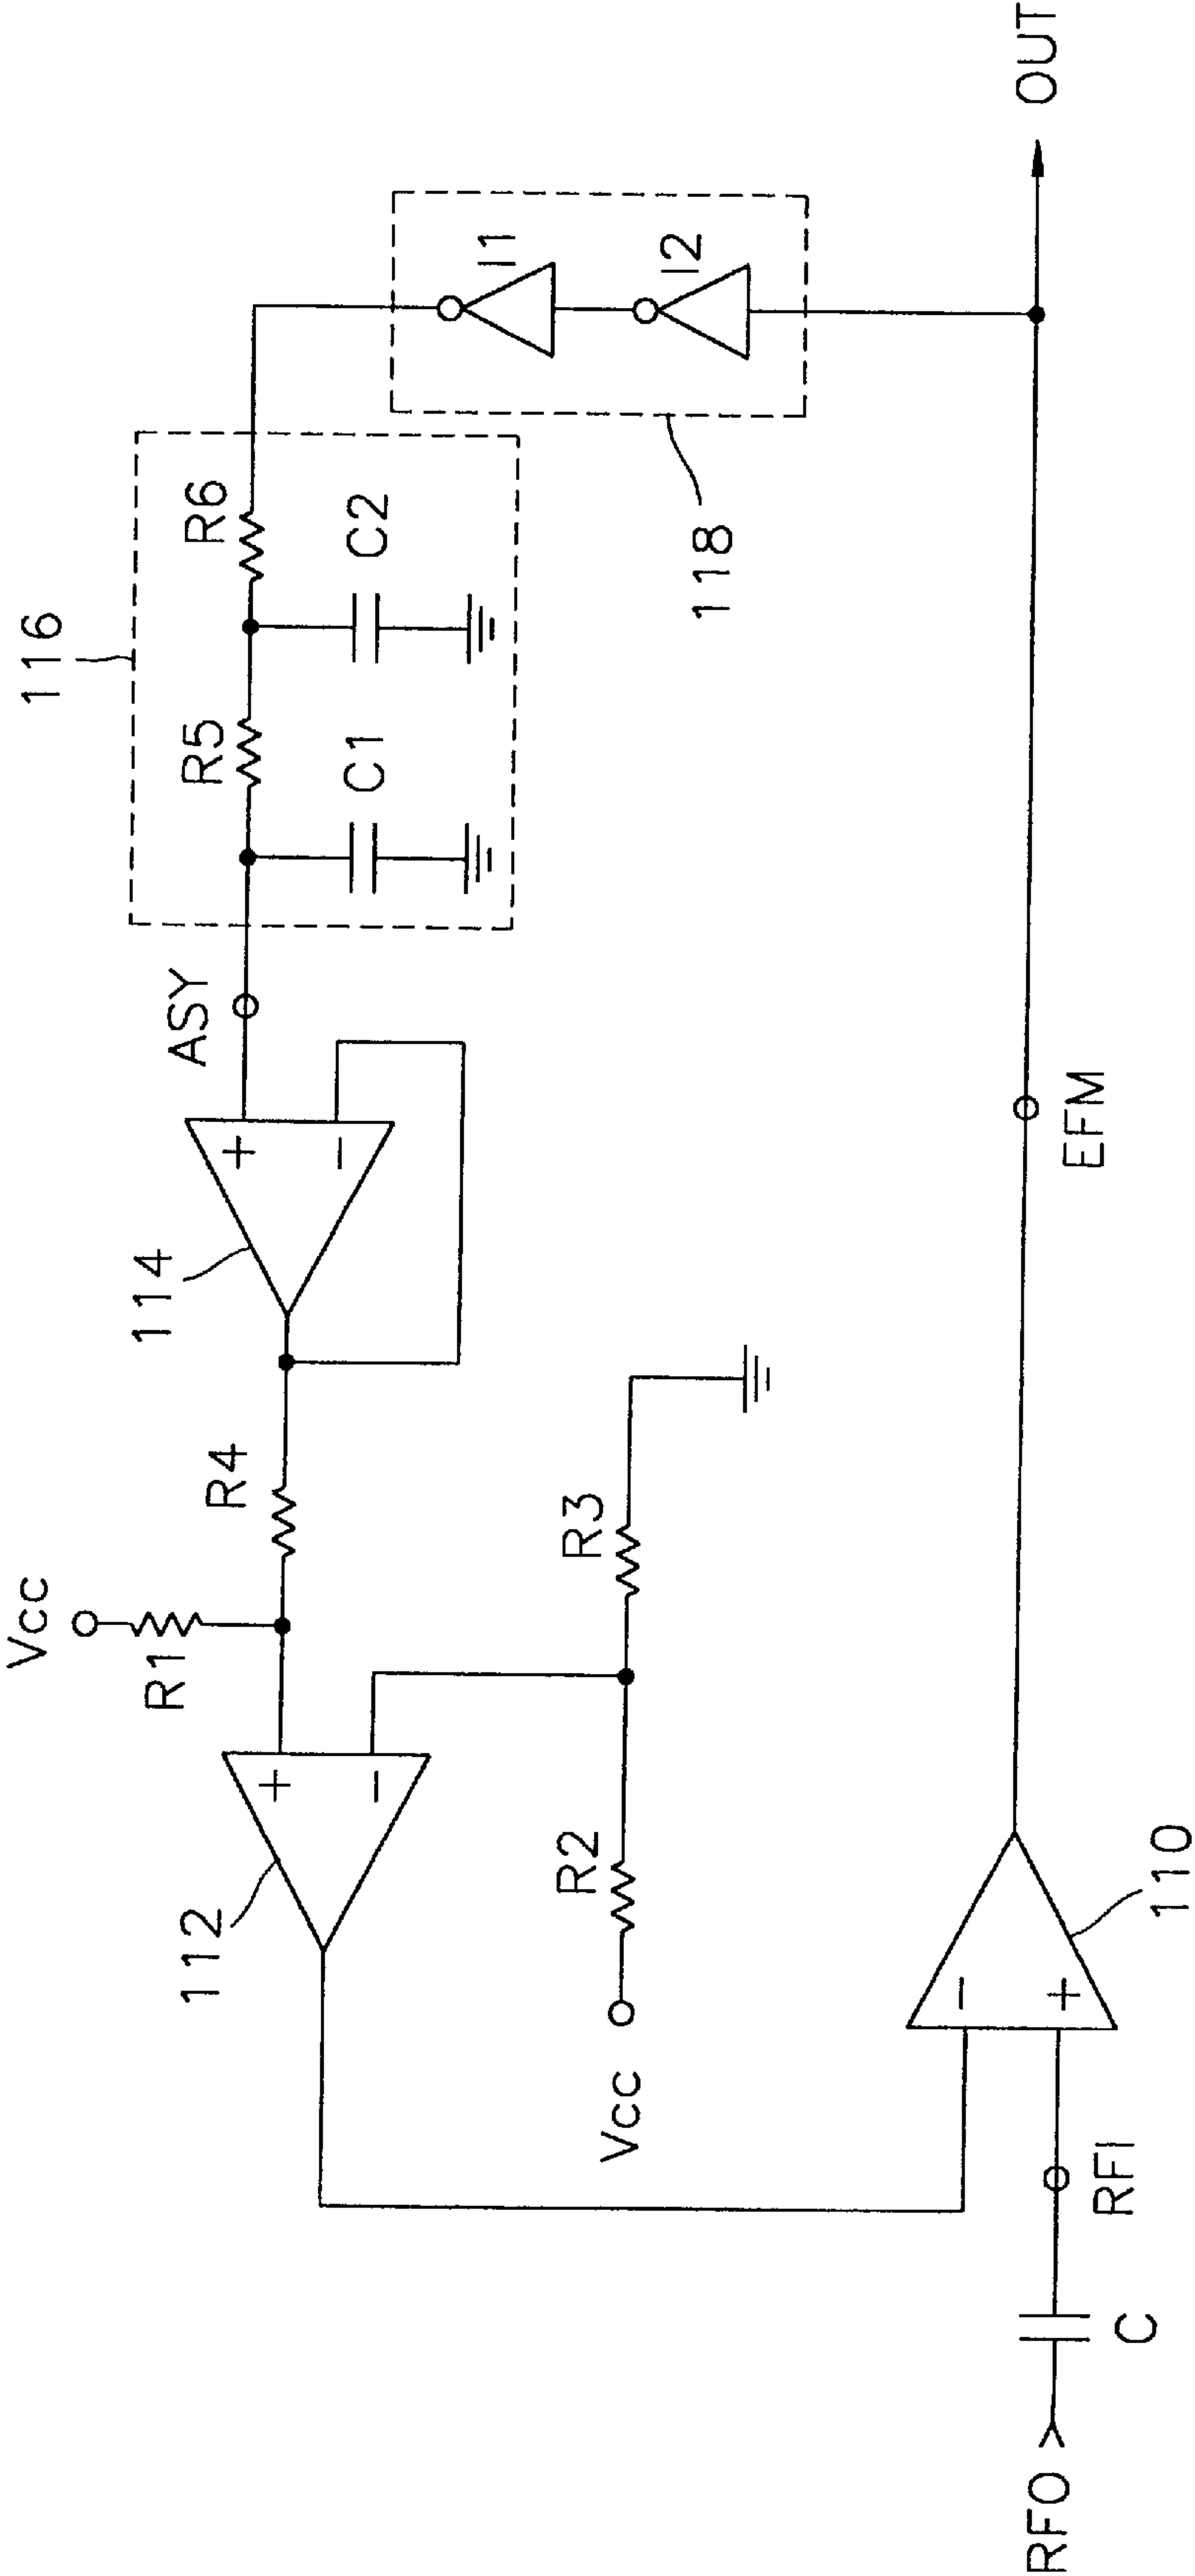 116
R6
R5
C2
C1
ASY
I1
I2
118
114
R4
Vcc
R1
+
−
R3
112
+
−
R2
Vcc
OUT
EFM
110
−
+
RFI
C
RFO